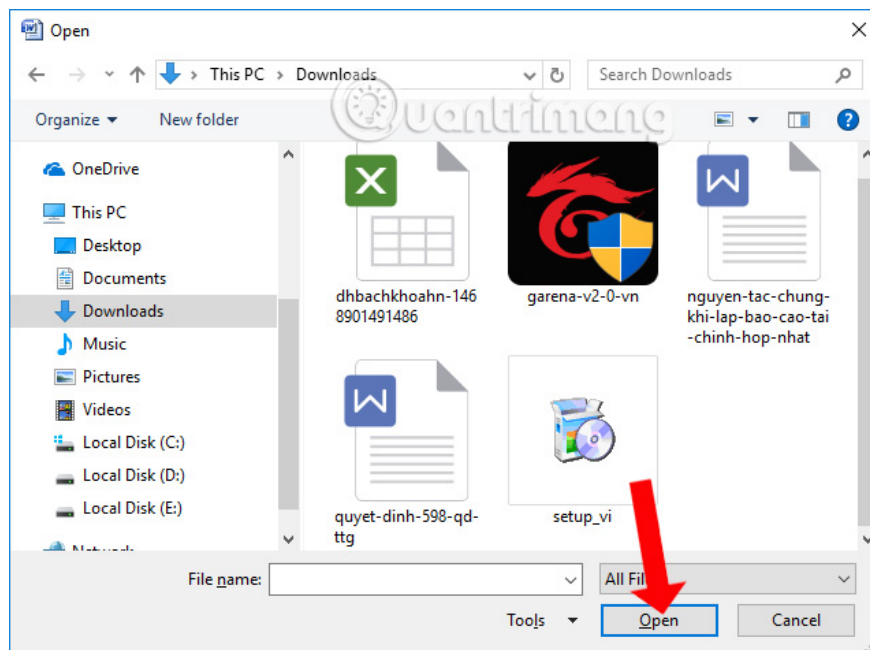 Open
This PC > Downloads
Search Downloads
Quantrimang
Organize
New folder
OneDrive
This PC
Desktop
Documents
Downloads
Music
Pictures
Videos
Local Disk (C:)
Local Disk (D:)
Local Disk (E:)
Network
dhbachkhoahn-146
8901491486
garena-v2-0-vn
nguyen-tac-chung-
khi-lap-bao-cao-tai
-chinh-hop-nhat
quyet-dinh-598-qd-
ttg
setup_vi
File name:
All Fil
Tools
Open
Cancel